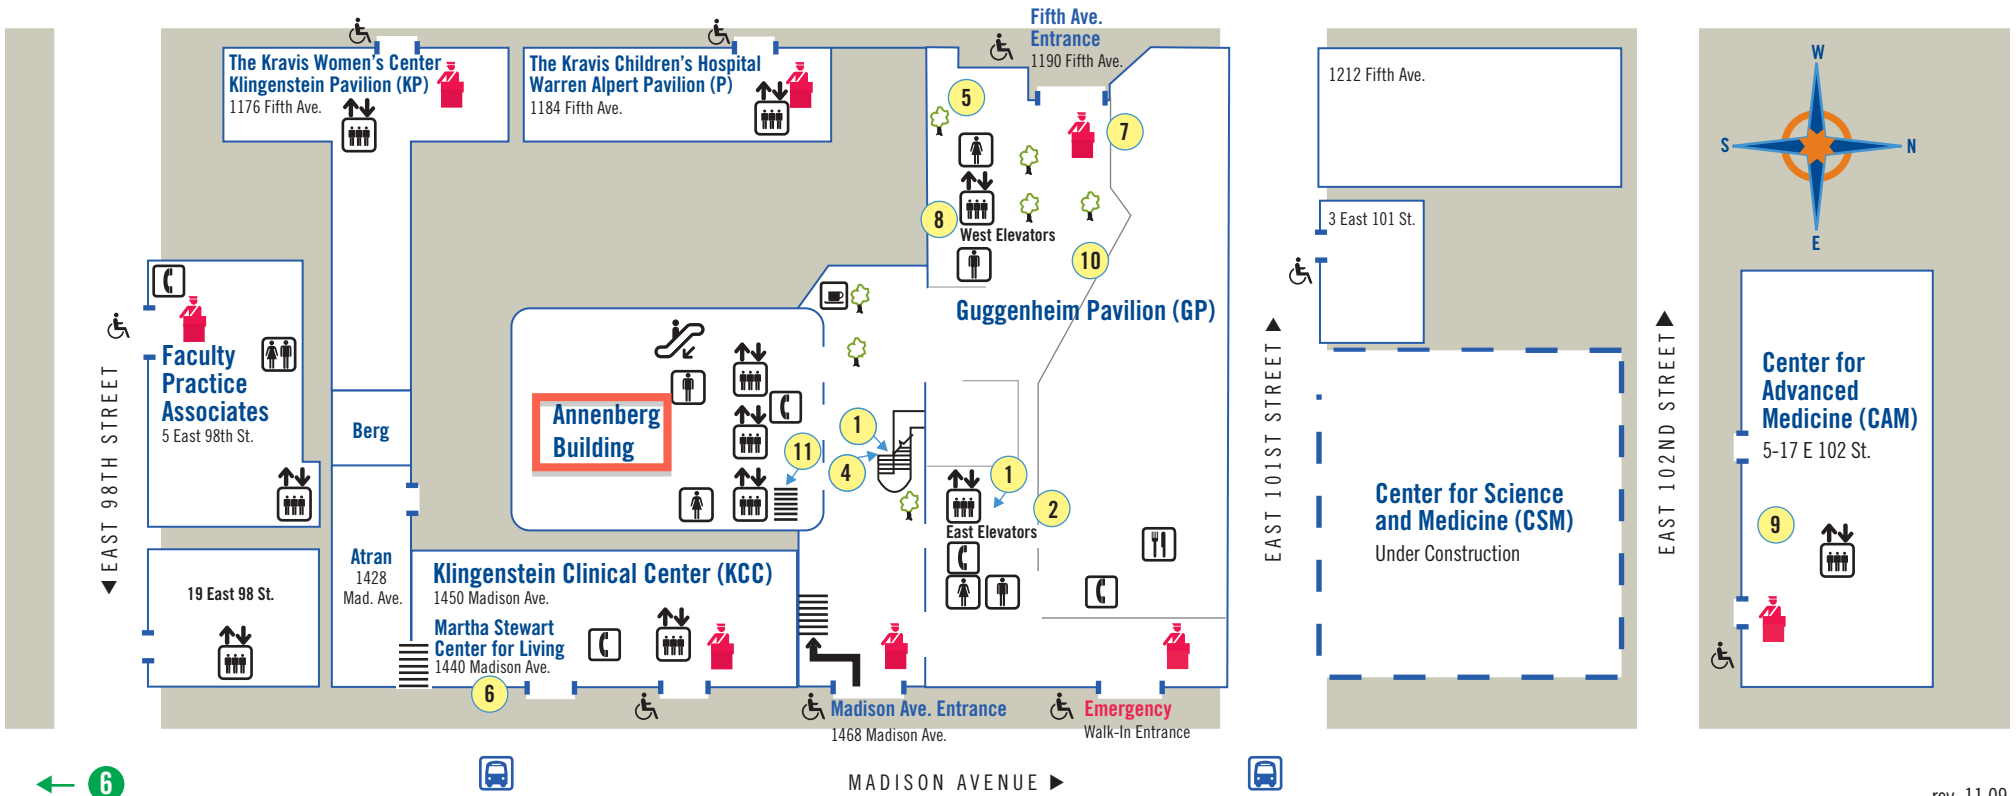 Fifth Ave.
Entrance
1190 Fifth Ave.
The Kravis Women's Center
Klingenstein Pavilion (KP)
1176 Fifth Ave.
The Kravis Children's Hospital
Warren Alpert Pavilion (P)
1184 Fifth Ave.
5
7
8
West Elevators
10
Guggenheim Pavilion (GP)
1212 Fifth Ave.
3 East 101 St.
W
S
N
E
EAST 98TH STREET
Faculty
Practice
Associates
5 East 98th St.
19 East 98 St.
Berg
Atran
1428
Mad. Ave.
Annenberg
Building
11
1
4
1
2
East Elevators
Klingenstein Clinical Center (KCC)
1450 Madison Ave.
Martha Stewart
Center for Living
1440 Madison Ave.
6
Madison Ave. Entrance
1468 Madison Ave.
Emergency
Walk-In Entrance
EAST 101ST STREET
Center for Science
and Medicine (CSM)
Under Construction
EAST 102ND STREET
Center for
Advanced
Medicine (CAM)
5-17 E 102 St.
9
6
MADISON AVENUE
rev. 11.09